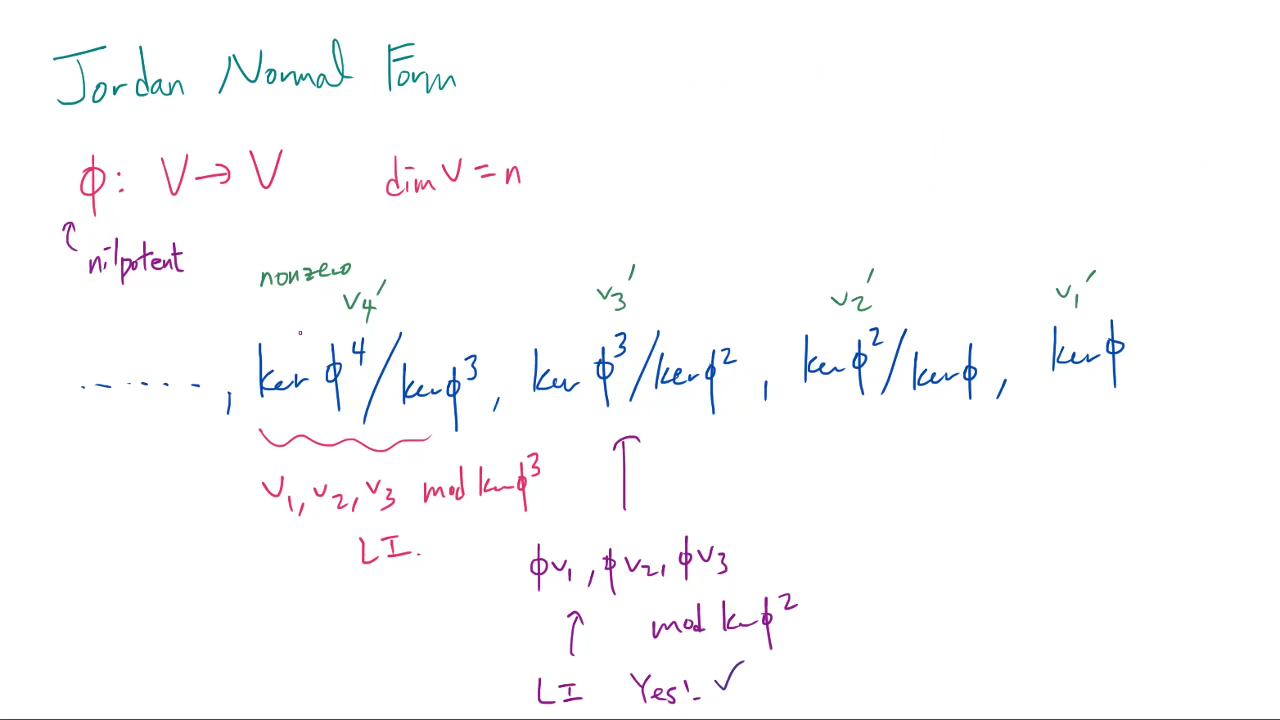 Jordan Normal Form
ϕ: V → V dim V = n
nilpotent
nonzero
v₄' v₃' v₂' v₁'
......., ker ϕ⁴/ker ϕ³, ker ϕ³/ker ϕ², ker ϕ²/ker ϕ, ker ϕ
v₁, v₂, v₃ mod ker ϕ³
LI.
ϕv₁, ϕv₂, ϕv₃
mod ker ϕ²
LI Yes! ✓